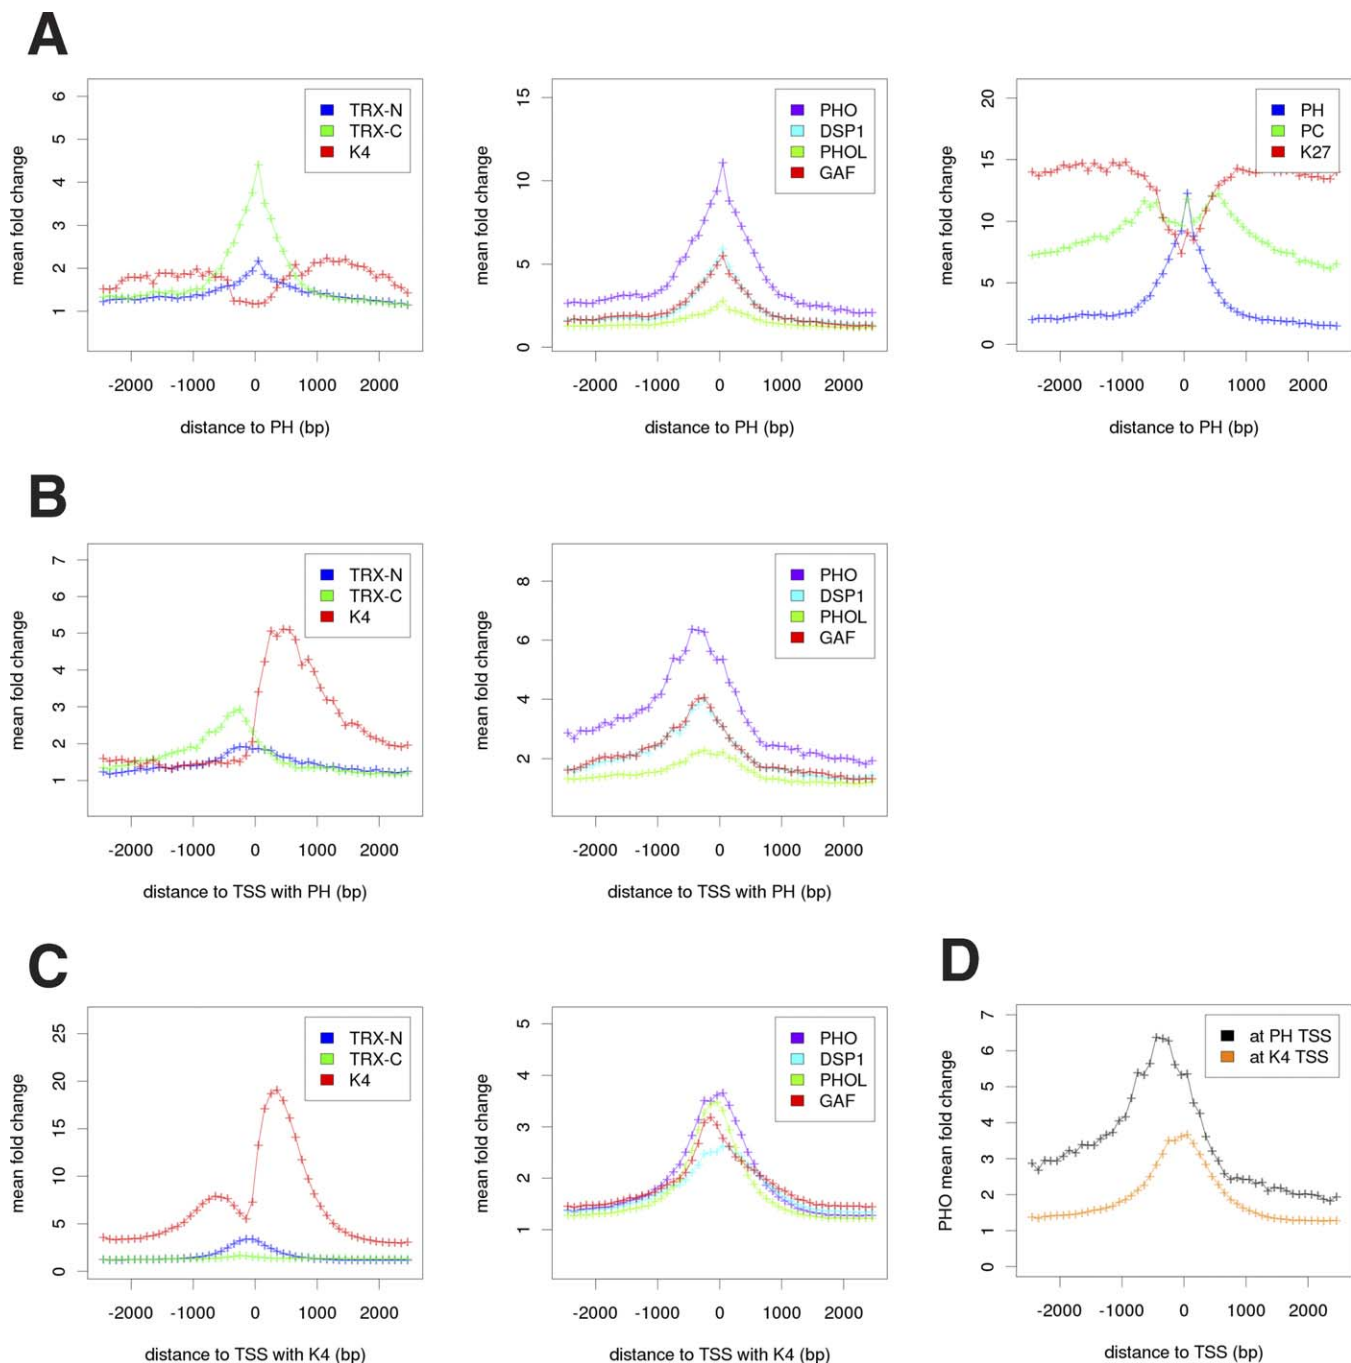 A
mean fold change
6
5
4
3
2
1
TRX-N
TRX-C
K4
-2000 -1000 0 1000 2000
distance to PH (bp)
mean fold change
15
10
5
0
PHO
DSP1
PHOL
GAF
-2000 -1000 0 1000 2000
distance to PH (bp)
mean fold change
20
15
10
5
0
PH
PC
K27
-2000 -1000 0 1000 2000
distance to PH (bp)
B
mean fold change
7
6
5
4
3
2
1
TRX-N
TRX-C
K4
-2000 -1000 0 1000 2000
distance to TSS with PH (bp)
mean fold change
8
6
4
2
PHO
DSP1
PHOL
GAF
-2000 -1000 0 1000 2000
distance to TSS with PH (bp)
C
mean fold change
25
20
15
10
5
0
TRX-N
TRX-C
K4
-2000 -1000 0 1000 2000
distance to TSS with K4 (bp)
mean fold change
5
4
3
2
1
PHO
DSP1
PHOL
GAF
-2000 -1000 0 1000 2000
distance to TSS with K4 (bp)
D
PHO mean fold change
7
6
5
4
3
2
1
0
at PH TSS
at K4 TSS
-2000 -1000 0 1000 2000
distance to TSS (bp)